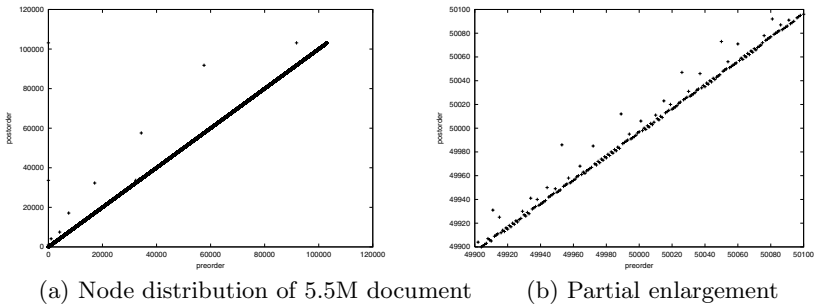 120000
100000
80000
60000
40000
20000
0
postorder
0 20000 40000 60000 80000 100000 120000
preorder
(a) Node distribution of 5.5M document
50100
50080
50060
50040
50020
50000
49980
49960
49940
49920
49900
postorder
49900 49920 49940 49960 49980 50000 50020 50040 50060 50080 50100
preorder
(b) Partial enlargement